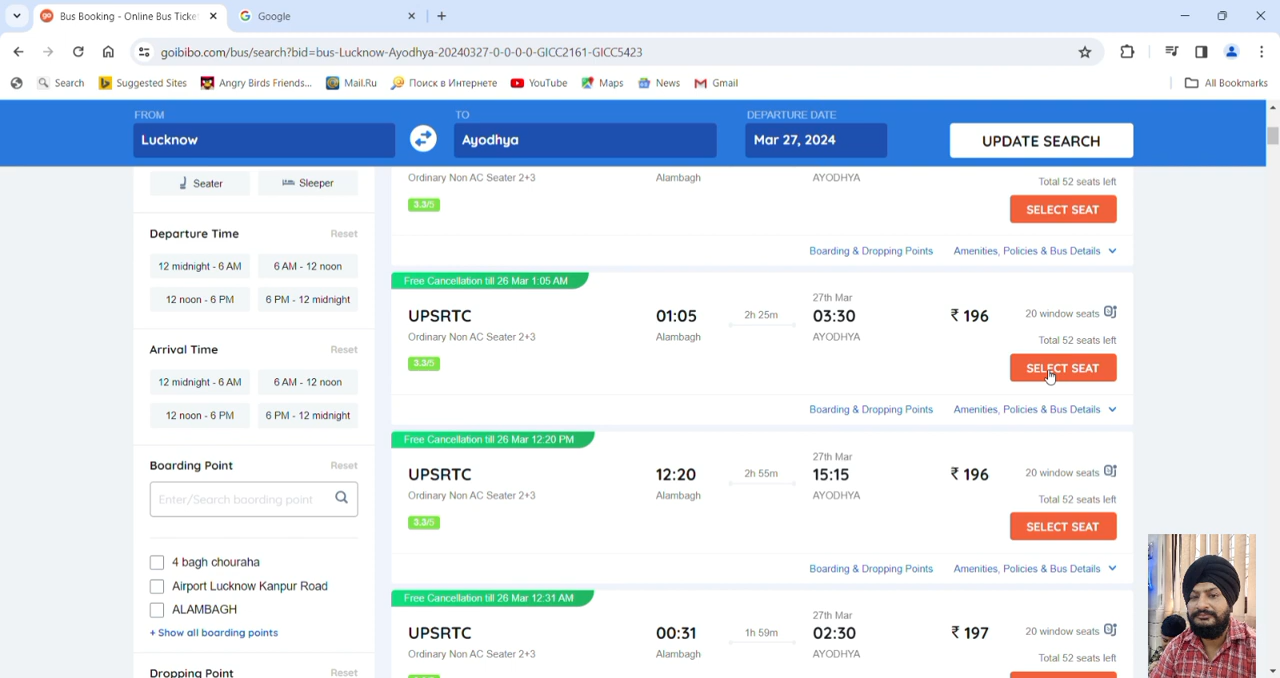 Bus Booking - Online Bus Ticke
Google
goibibo.com/bus/search?bid=bus-Lucknow-Ayodhya-20240327-0-0-0-0-GICC2161-GICC5423
Search
Suggested Sites
Angry Birds Friends...
Mail.Ru
Поиск в Интернете
YouTube
Maps
News
Gmail
All Bookmarks
FROM
Lucknow
TO
Ayodhya
DEPARTURE DATE
Mar 27, 2024
UPDATE SEARCH
Seater
Sleeper
Departure Time
Reset
12 midnight - 6 AM
6 AM - 12 noon
12 noon - 6 PM
6 PM - 12 midnight
Arrival Time
Reset
12 midnight - 6 AM
6 AM - 12 noon
12 noon - 6 PM
6 PM - 12 midnight
Boarding Point
Reset
Enter/Search boording point
4 bagh chouraha
Airport Lucknow Kanpur Road
ALAMBAGH
+ Show all boarding points
Dropping Point
Reset
Ordinary Non AC Seater 2+3
Alambagh
AYODHYA
Total 52 seats left
3.3/5
SELECT SEAT
Boarding & Dropping Points
Amenities, Policies & Bus Details
Free Cancellation till 26 Mar 1:05 AM
27th Mar
UPSRTC
01:05
2h 25m
03:30
₹ 196
20 window seats
Ordinary Non AC Seater 2+3
Alambagh
AYODHYA
Total 52 seats left
3.3/5
SELECT SEAT
Boarding & Dropping Points
Amenities, Policies & Bus Details
Free Cancellation till 26 Mar 12:20 PM
27th Mar
UPSRTC
12:20
2h 55m
15:15
₹ 196
20 window seats
Ordinary Non AC Seater 2+3
Alambagh
AYODHYA
Total 52 seats left
3.3/5
SELECT SEAT
Boarding & Dropping Points
Amenities, Policies & Bus Details
Free Cancellation till 26 Mar 12:31 AM
27th Mar
UPSRTC
00:31
1h 59m
02:30
₹ 197
20 window seats
Ordinary Non AC Seater 2+3
Alambagh
AYODHYA
Total 52 seats left